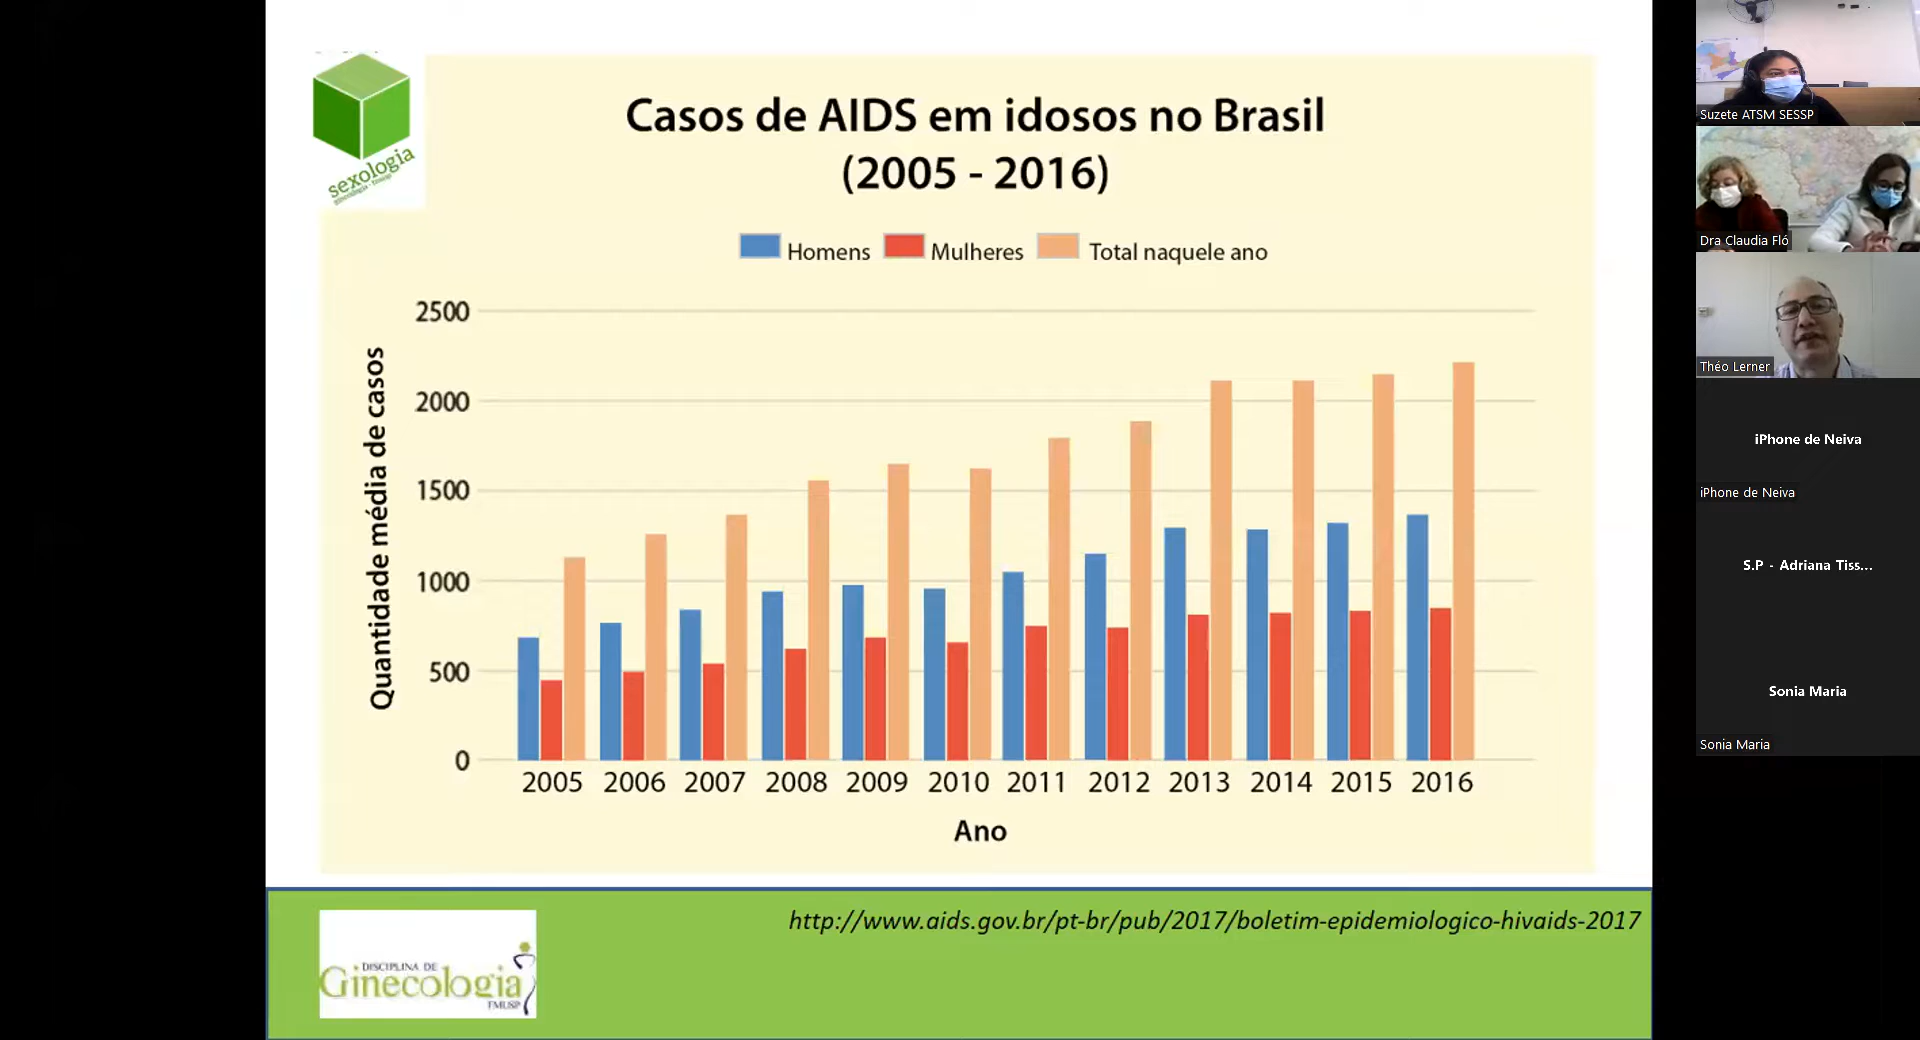 sexologia
Casos de AIDS em idosos no Brasil
(2005 - 2016)
Homens
Mulheres
Total naquele ano
Quantidade média de casos
2500
2000
1500
1000
500
0
2005
2006
2007
2008
2009
2010
2011
2012
2013
2014
2015
2016
Ano
http://www.aids.gov.br/pt-br/pub/2017/boletim-epidemiologico-hivaids-2017
DISCIPLINA DE
Ginecologia
FMUSP
Suzete ATSM SESSP
Dra Claudia Fló
Théo Lerner
iPhone de Neiva
iPhone de Neiva
S.P - Adriana Tiss...
Sonia Maria
Sonia Maria